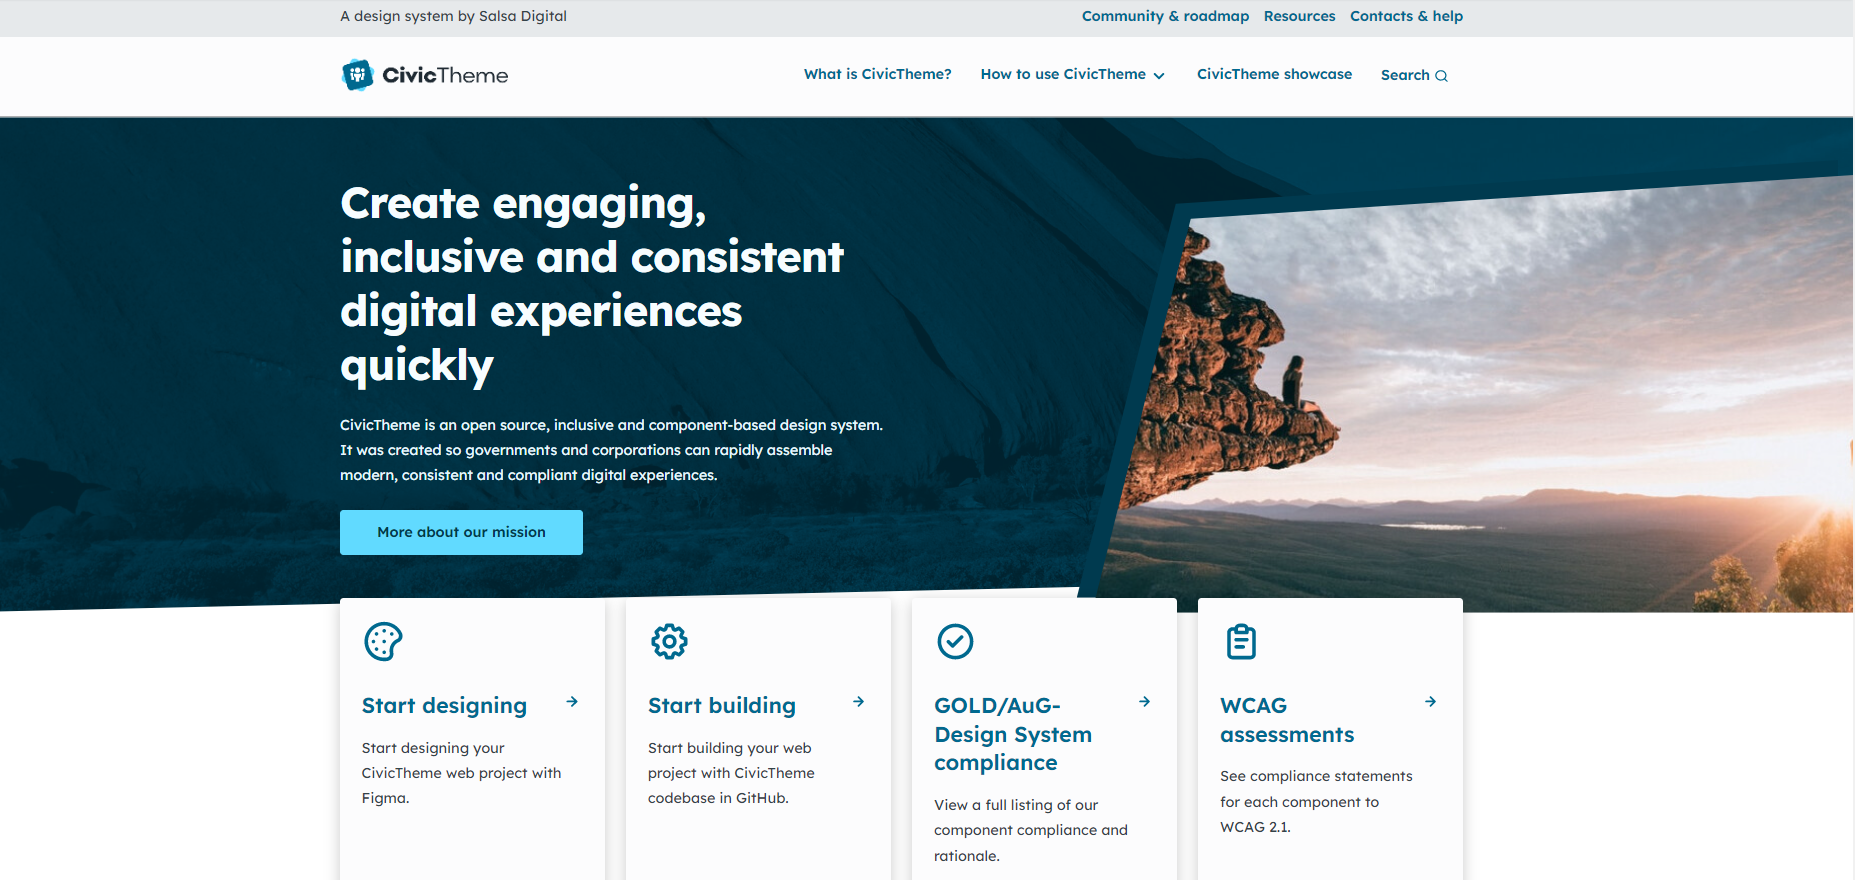 A design system by Salsa Digital
Community & roadmap Resources Contacts & help
CivicTheme
What is CivicTheme? How to use CivicTheme CivicTheme showcase Search
Create engaging,
inclusive and consistent
digital experiences
quickly
CivicTheme is an open source, inclusive and component-based design system.
It was created so governments and corporations can rapidly assemble
modern, consistent and compliant digital experiences.
More about our mission
Start designing
Start designing your
CivicTheme web project with
Figma.
Start building
Start building your web
project with CivicTheme
codebase in GitHub.
GOLD/AuG-
Design System
compliance
View a full listing of our
component compliance and
rationale.
WCAG
assessments
See compliance statements
for each component to
WCAG 2.1.